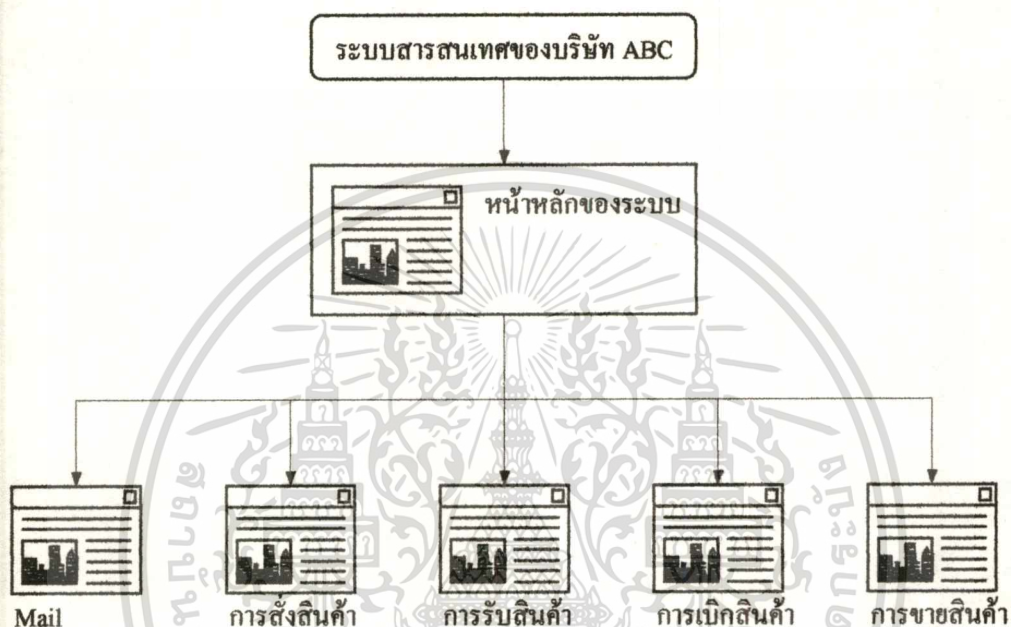 ระบบสารสนเทศของบริษัท ABC
หน้าหลักของระบบ
Mail
การสั่งสินค้า
การรับสินค้า
การเบิกสินค้า
การขายสินค้า